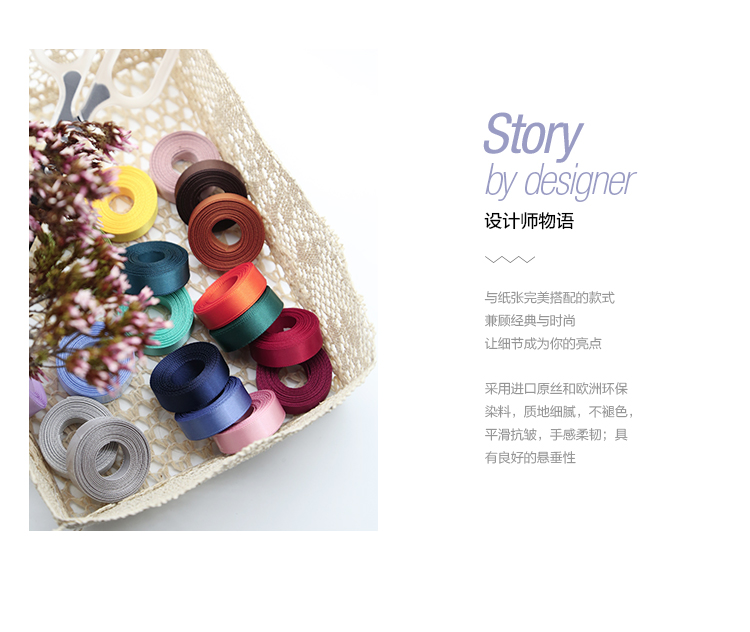 Story
by designer
设计师物语
与纸张完美搭配的款式
兼顾经典与时尚
让细节成为你的亮点
采用进口原丝和欧洲环保
染料，质地细腻，不褪色，
平滑抗皱，手感柔韧；具
有良好的悬垂性